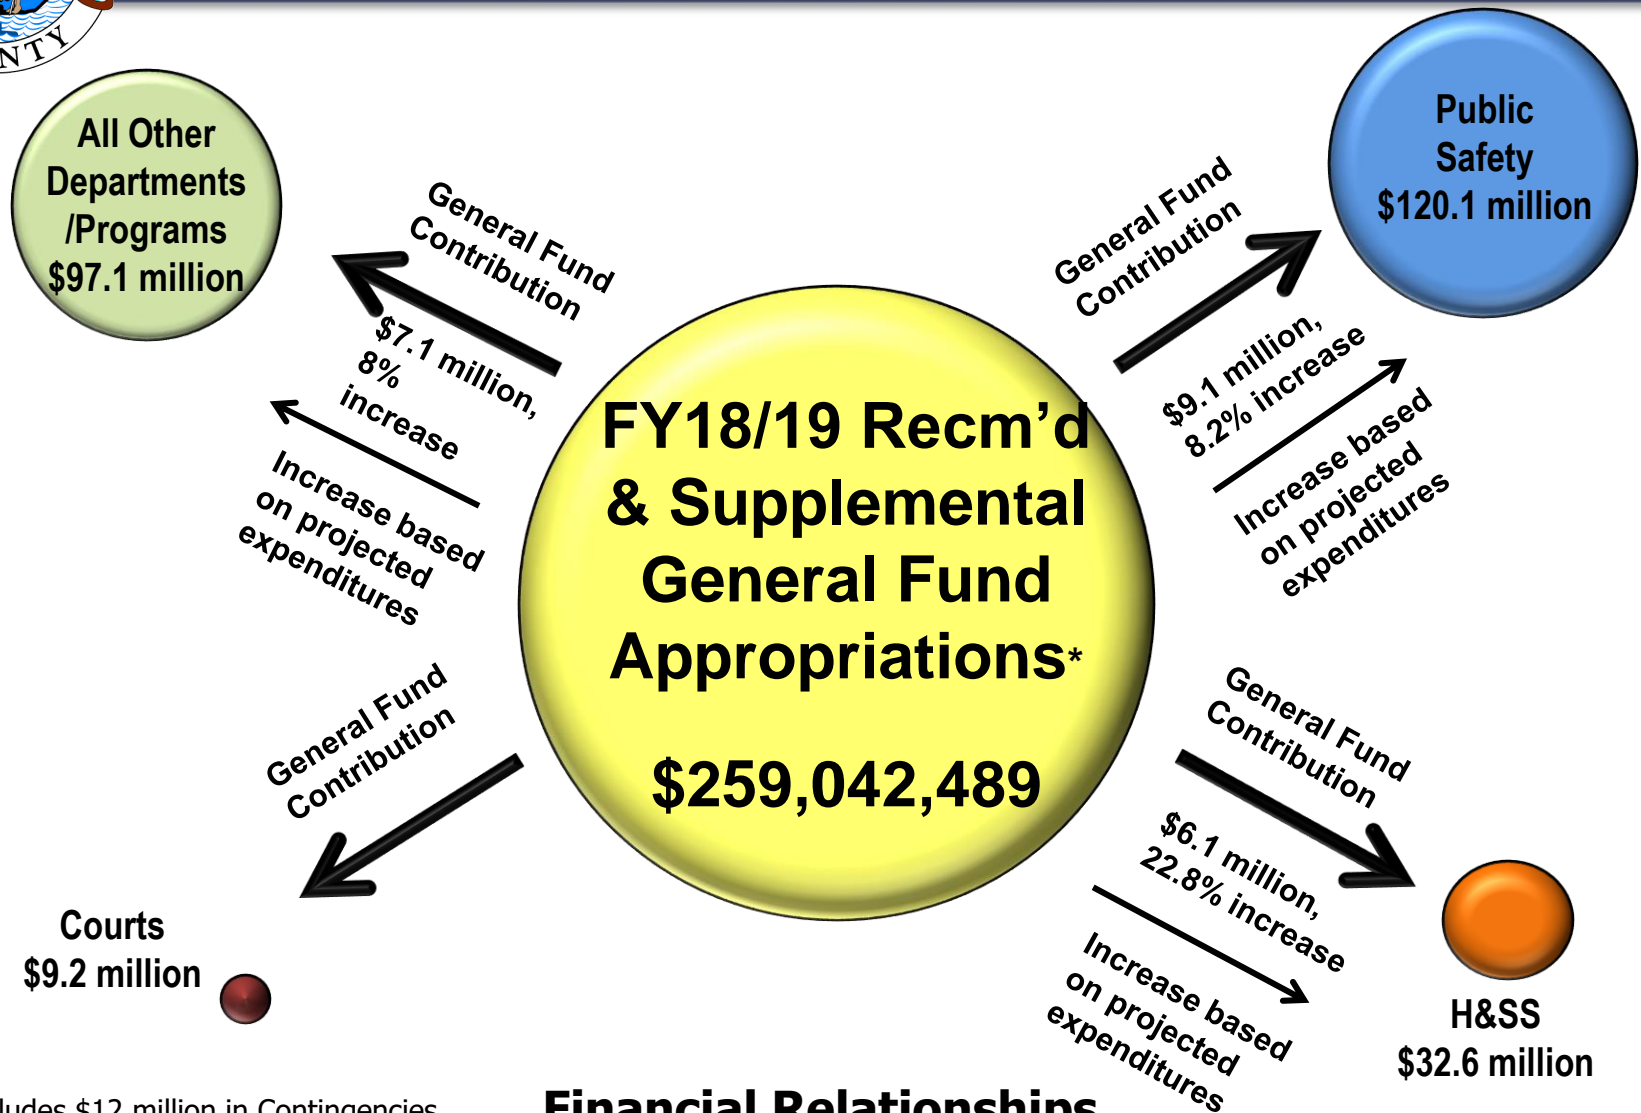 All Other
Departments
/Programs
$97.1 million
General Fund
Contribution
$7.1 million,
8%
increase
Increase based
on projected
expenditures
Public
Safety
$120.1 million
General Fund
Contribution
$9.1 million,
8.2% increase
Increase based
on projected
expenditures
FY18/19 Recm’d
& Supplemental
General Fund
Appropriations*
$259,042,489
General Fund
Contribution
Courts
$9.2 million
General Fund
Contribution
$6.1 million,
22.8% increase
Increase based
on projected
expenditures
H&SS
$32.6 million
$12 million in Contingencies
Financial Relationships